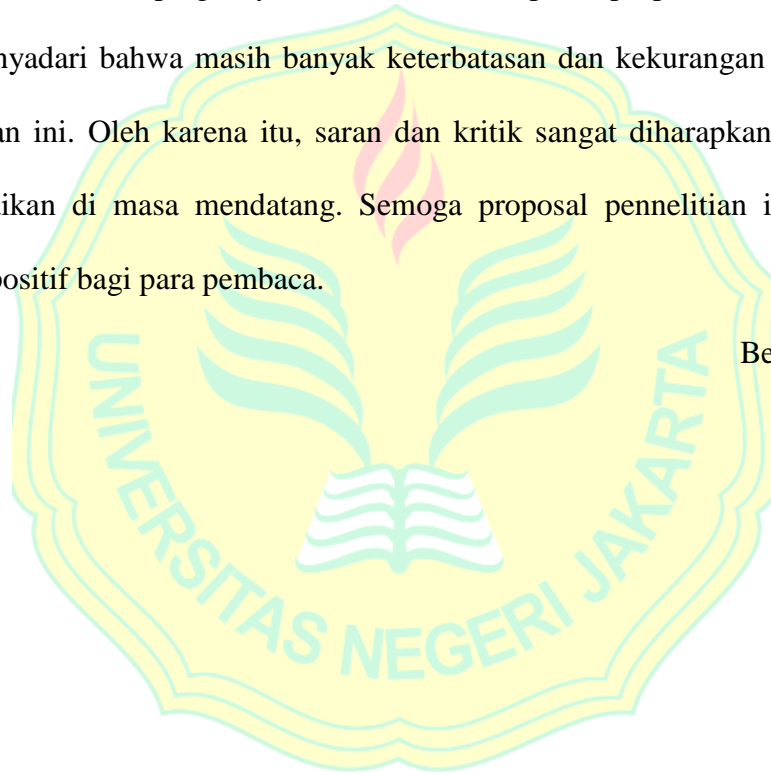 nyadari bahwa masih banyak keterbatasan dan kekurangan
an ini. Oleh karena itu, saran dan kritik sangat diharapkan
ikan di masa mendatang. Semoga proposal pennelitian i
ositif bagi para pembaca.
Be
UNIVERSITAS NEGERI JAKARTA